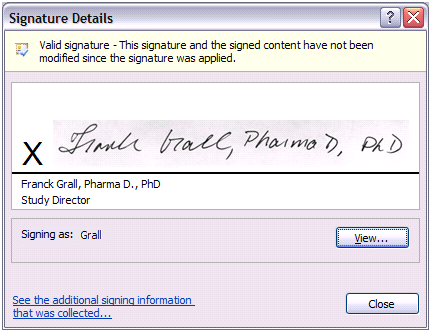 Signature Details
Valid signature - This signature and the signed content have not been
modified since the signature was applied.
X Franck Grall, Pharma D, PhD
Franck Grall, Pharma D., PhD
Study Director
Signing as: Grall
View...
See the additional signing information
that was collected...
Close